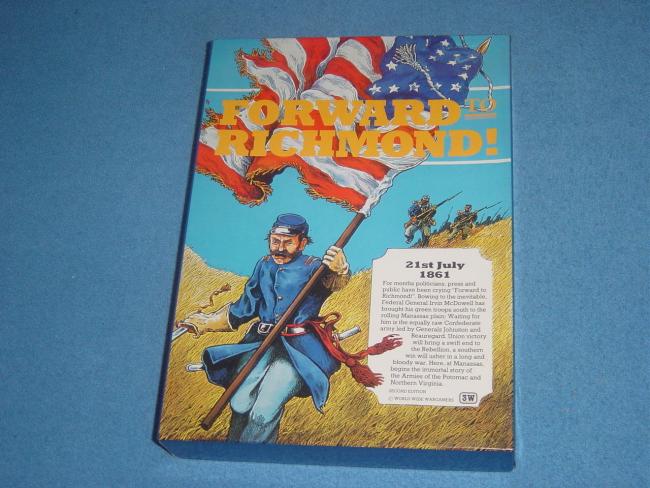 FORWARD TO
RICHMOND!
21st July
1861
For months politicians, press and
public have been crying "Forward to
Richmond!". Bowing to the inevitable,
Federal General Irvin McDowell has
brought his green troops south to the
rolling Manassas plain: Waiting for
him is the equally raw Confederate
army led by Generals Johnston and
Beauregard. Union victory
will bring a swift end to
the Rebellion, a southern
win will usher in a long and
bloody war. Here, at Manassas,
begins the immortal story of
the Armies of the Potomac and
Northern Virginia.
SECOND EDITION
© WORLD WIDE WARGAMERS
3W